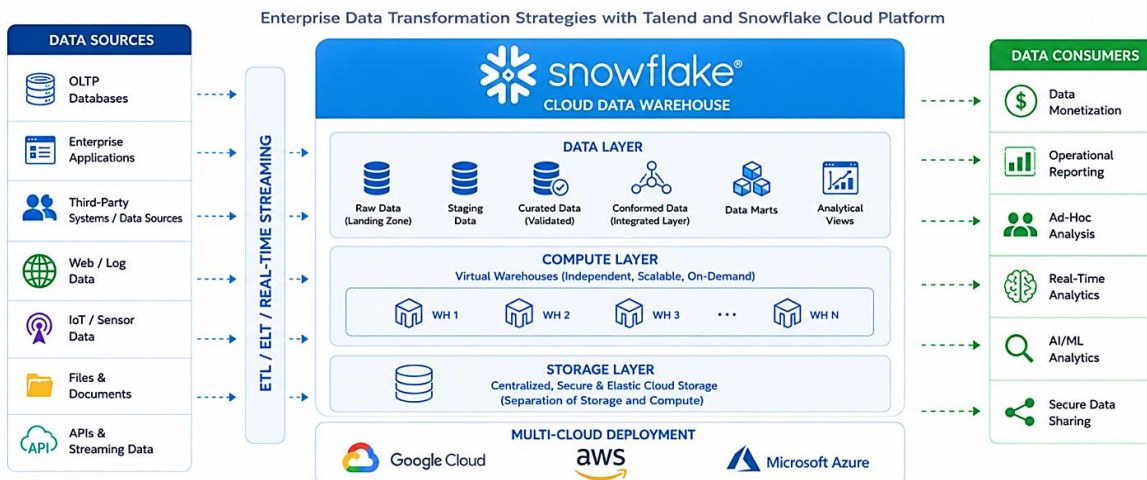 Enterprise Data Transformation Strategies with Talend and Snowflake Cloud Platform
DATA SOURCES
OLTP
Databases
Enterprise
Applications
Third-Party
Systems / Data Sources
Web / Log
Data
IoT / Sensor
Data
Files &
Documents
API
APIs &
Streaming Data
ETL / ELT / REAL-TIME STREAMING
snowflake®
CLOUD DATA WAREHOUSE
DATA LAYER
Raw Data
(Landing Zone)
Staging
Data
Curated Data
(Validated)
Conformed Data
(Integrated Layer)
Data Marts
Analytical
Views
COMPUTE LAYER
Virtual Warehouses (Independent, Scalable, On-Demand)
WH 1
WH 2
WH 3
...
WH N
STORAGE LAYER
Centralized, Secure & Elastic Cloud Storage
(Separation of Storage and Compute)
MULTI-CLOUD DEPLOYMENT
Google Cloud
aws
Microsoft Azure
DATA CONSUMERS
$
Data
Monetization
Operational
Reporting
Ad-Hoc
Analysis
Real-Time
Analytics
AI/ML
Analytics
Secure Data
Sharing